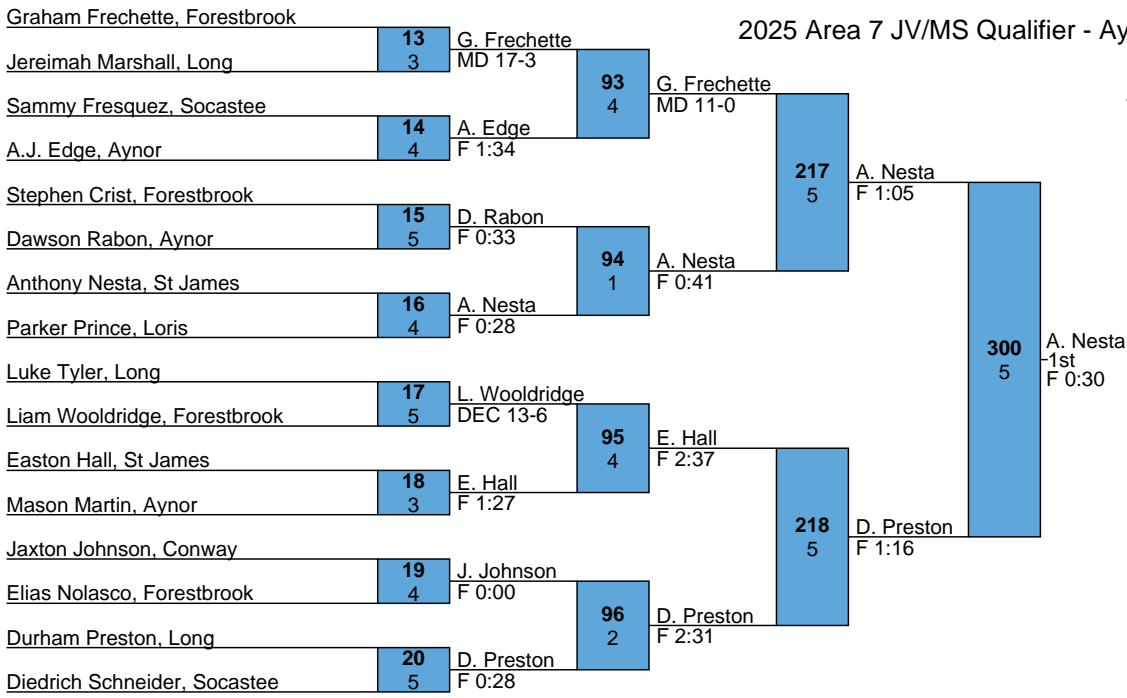 Graham Frechette, Forestbrook
2025 Area 7 JV/MS Qualifier - Ay
13
3
G. Frechette
MD 17-3
Jereimah Marshall, Long
93
4
G. Frechette
MD 11-0
Sammy Fresquez, Socastee
14
4
A. Edge
F 1:34
A.J. Edge, Aynor
217
5
A. Nesta
F 1:05
Stephen Crist, Forestbrook
15
5
D. Rabon
F 0:33
Dawson Rabon, Aynor
94
1
A. Nesta
F 0:41
Anthony Nesta, St James
16
4
A. Nesta
F 0:28
Parker Prince, Loris
300
5
A. Nesta
1st
F 0:30
Luke Tyler, Long
17
5
L. Wooldridge
DEC 13-6
Liam Wooldridge, Forestbrook
95
4
E. Hall
F 2:37
Easton Hall, St James
18
3
E. Hall
F 1:27
Mason Martin, Aynor
218
5
D. Preston
F 1:16
Jaxton Johnson, Conway
19
4
J. Johnson
F 0:00
Elias Nolasco, Forestbrook
96
2
D. Preston
F 2:31
Durham Preston, Long
20
5
D. Preston
F 0:28
Diedrich Schneider, Socastee